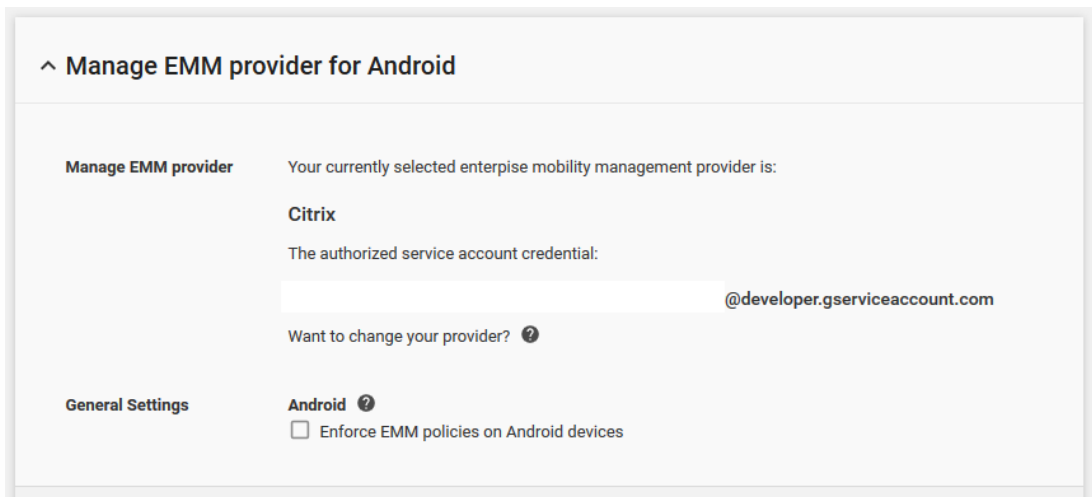 Manage EMM provider for Android
Manage EMM provider
Your currently selected enterpise mobility management provider is:
Citrix
The authorized service account credential:
@developer.gserviceaccount.com
Want to change your provider?
General Settings
Android
Enforce EMM policies on Android devices